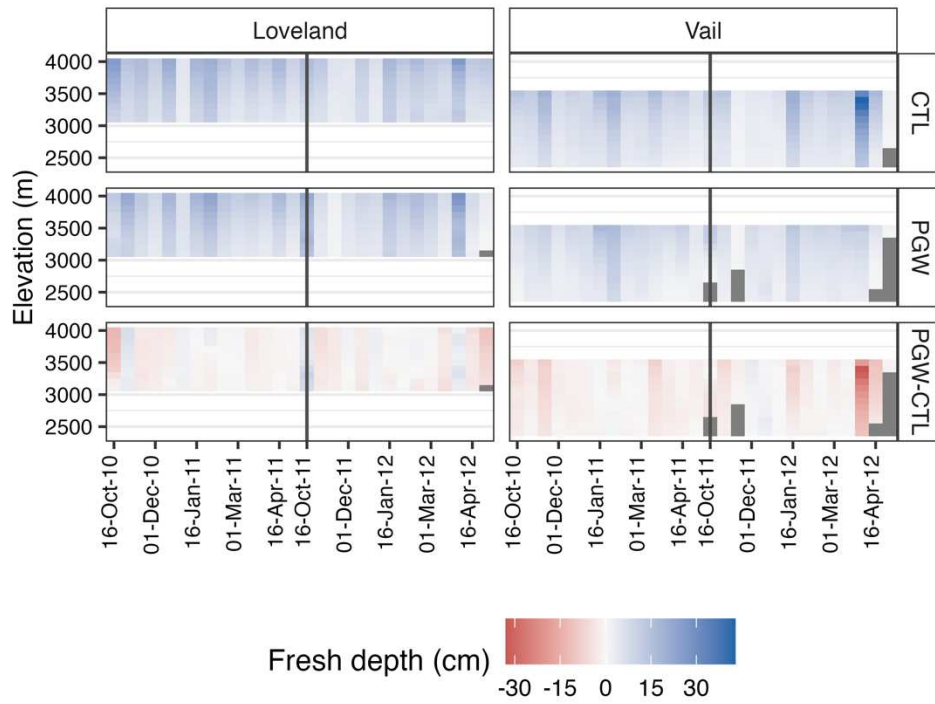 Loveland
Vail
Elevation (m)
4000
3500
3000
2500
CTL
4000
3500
3000
2500
PGW
4000
3500
3000
2500
PGW-CTL
16-Oct-10
01-Dec-10
16-Jan-11
01-Mar-11
16-Apr-11
16-Oct-11
01-Dec-11
16-Jan-12
01-Mar-12
16-Apr-12
16-Oct-10
01-Dec-10
16-Jan-11
01-Mar-11
16-Apr-11
16-Oct-11
01-Dec-11
16-Jan-12
01-Mar-12
16-Apr-12
Fresh depth (cm)
-30 -15 0 15 30